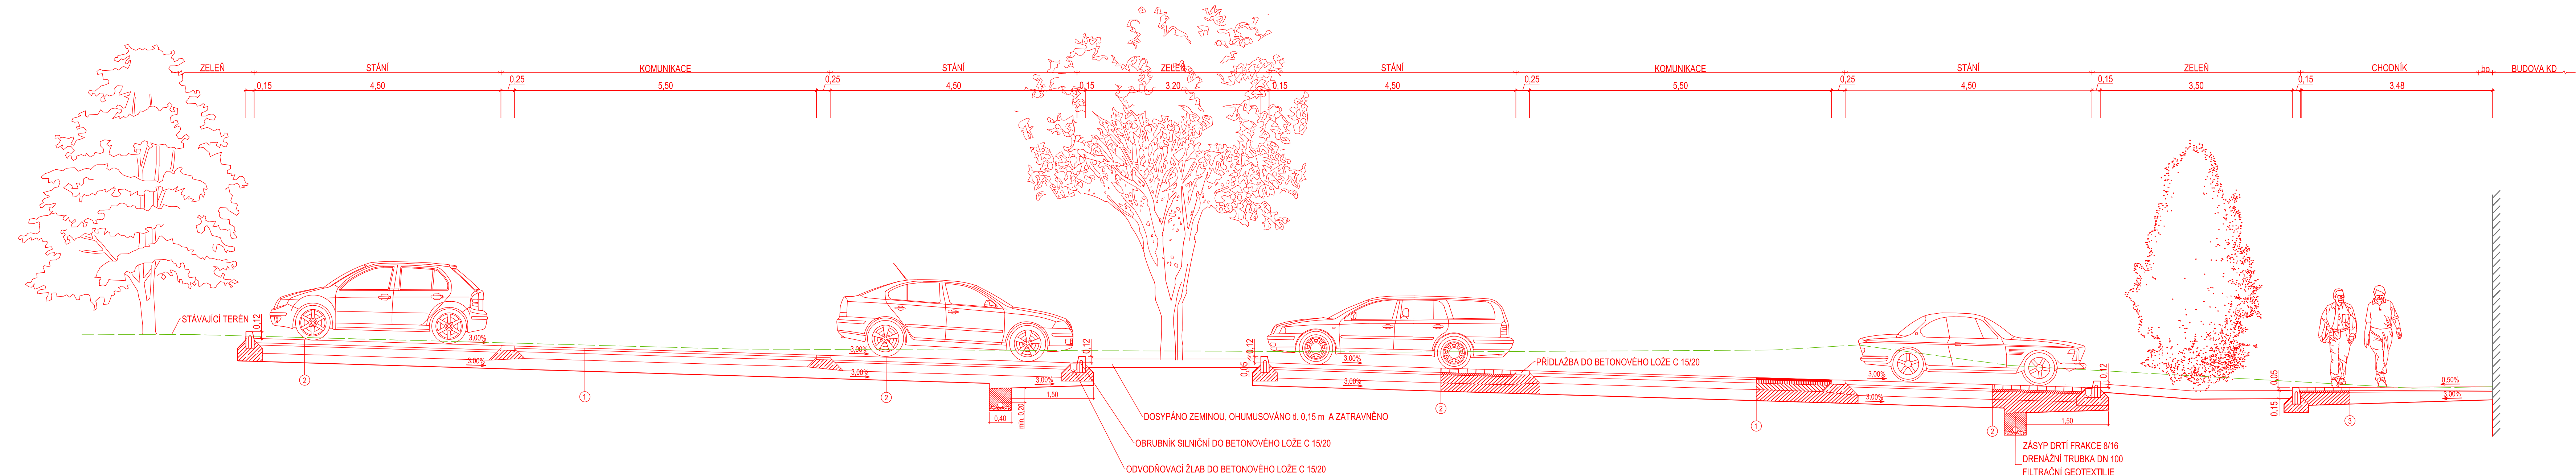 ZELEŇ STÁNÍ KOMUNIKACE STÁNÍ ZELEŇ STÁNÍ KOMUNIKACE STÁNÍ ZELEŇ CHODNÍK bo BUDOVA KD
0,25 0,25 0,25 0,25 0,15 0,15
0,15 4,50 5,50 4,50 0,15 3,20 0,15 4,50 5,50 4,50 3,50 3,48
STÁVAJÍCÍ TERÉN
0,12
3,00%
3,00%
2
1
3,00%
3,00%
2
3,00%
0,12
1,50
0,40
min. 0,20
DOSYPÁNO ZEMINOU, OHUMUSOVÁNO tl. 0,15 m A ZATRAVNĚNO
OBRUBNÍK SILNIČNÍ DO BETONOVÉHO LOŽE C 15/20
ODVODŇOVACÍ ŽLAB DO BETONOVÉHO LOŽE C 15/20
0,12
0,05
3,00%
3,00%
2
PŘÍDLAŽBA DO BETONOVÉHO LOŽE C 15/20
1
3,00%
3,00%
2
0,12
1,50
ZÁSYP DRTÍ FRAKCE 8/16
DRENÁŽNÍ TRUBKA DN 100
FILTRAČNÍ GEOTEXTILIE
0,05
0,15
3
0,50%
3,00%